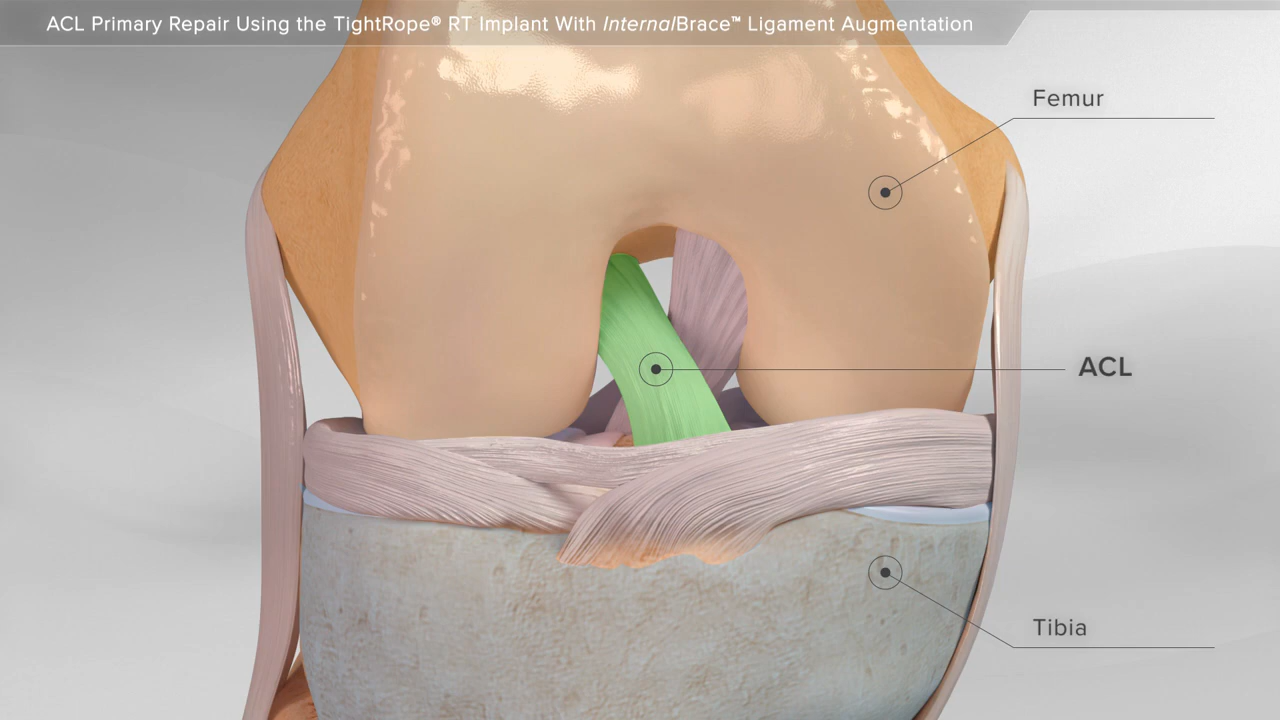 ACL Primary Repair Using the TightRope® RT Implant With InternalBrace™ Ligament Augmentation
Femur
ACL
Tibia